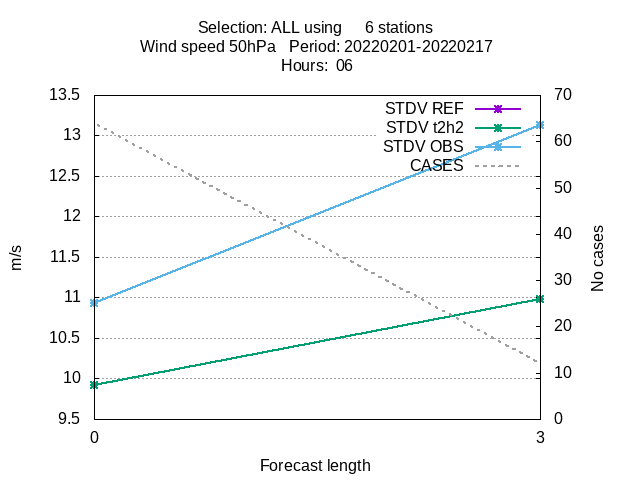 Selection: ALL using 6 stations
Wind speed 50hPa Period: 20220201-20220217
Hours: 06
13.5
13
12.5
12
11.5
11
10.5
10
9.5
70
60
50
40
30
20
10
0
STDV REF
STDV t2h2
STDV OBS
CASES
m/s
No cases
0
3
Forecast length